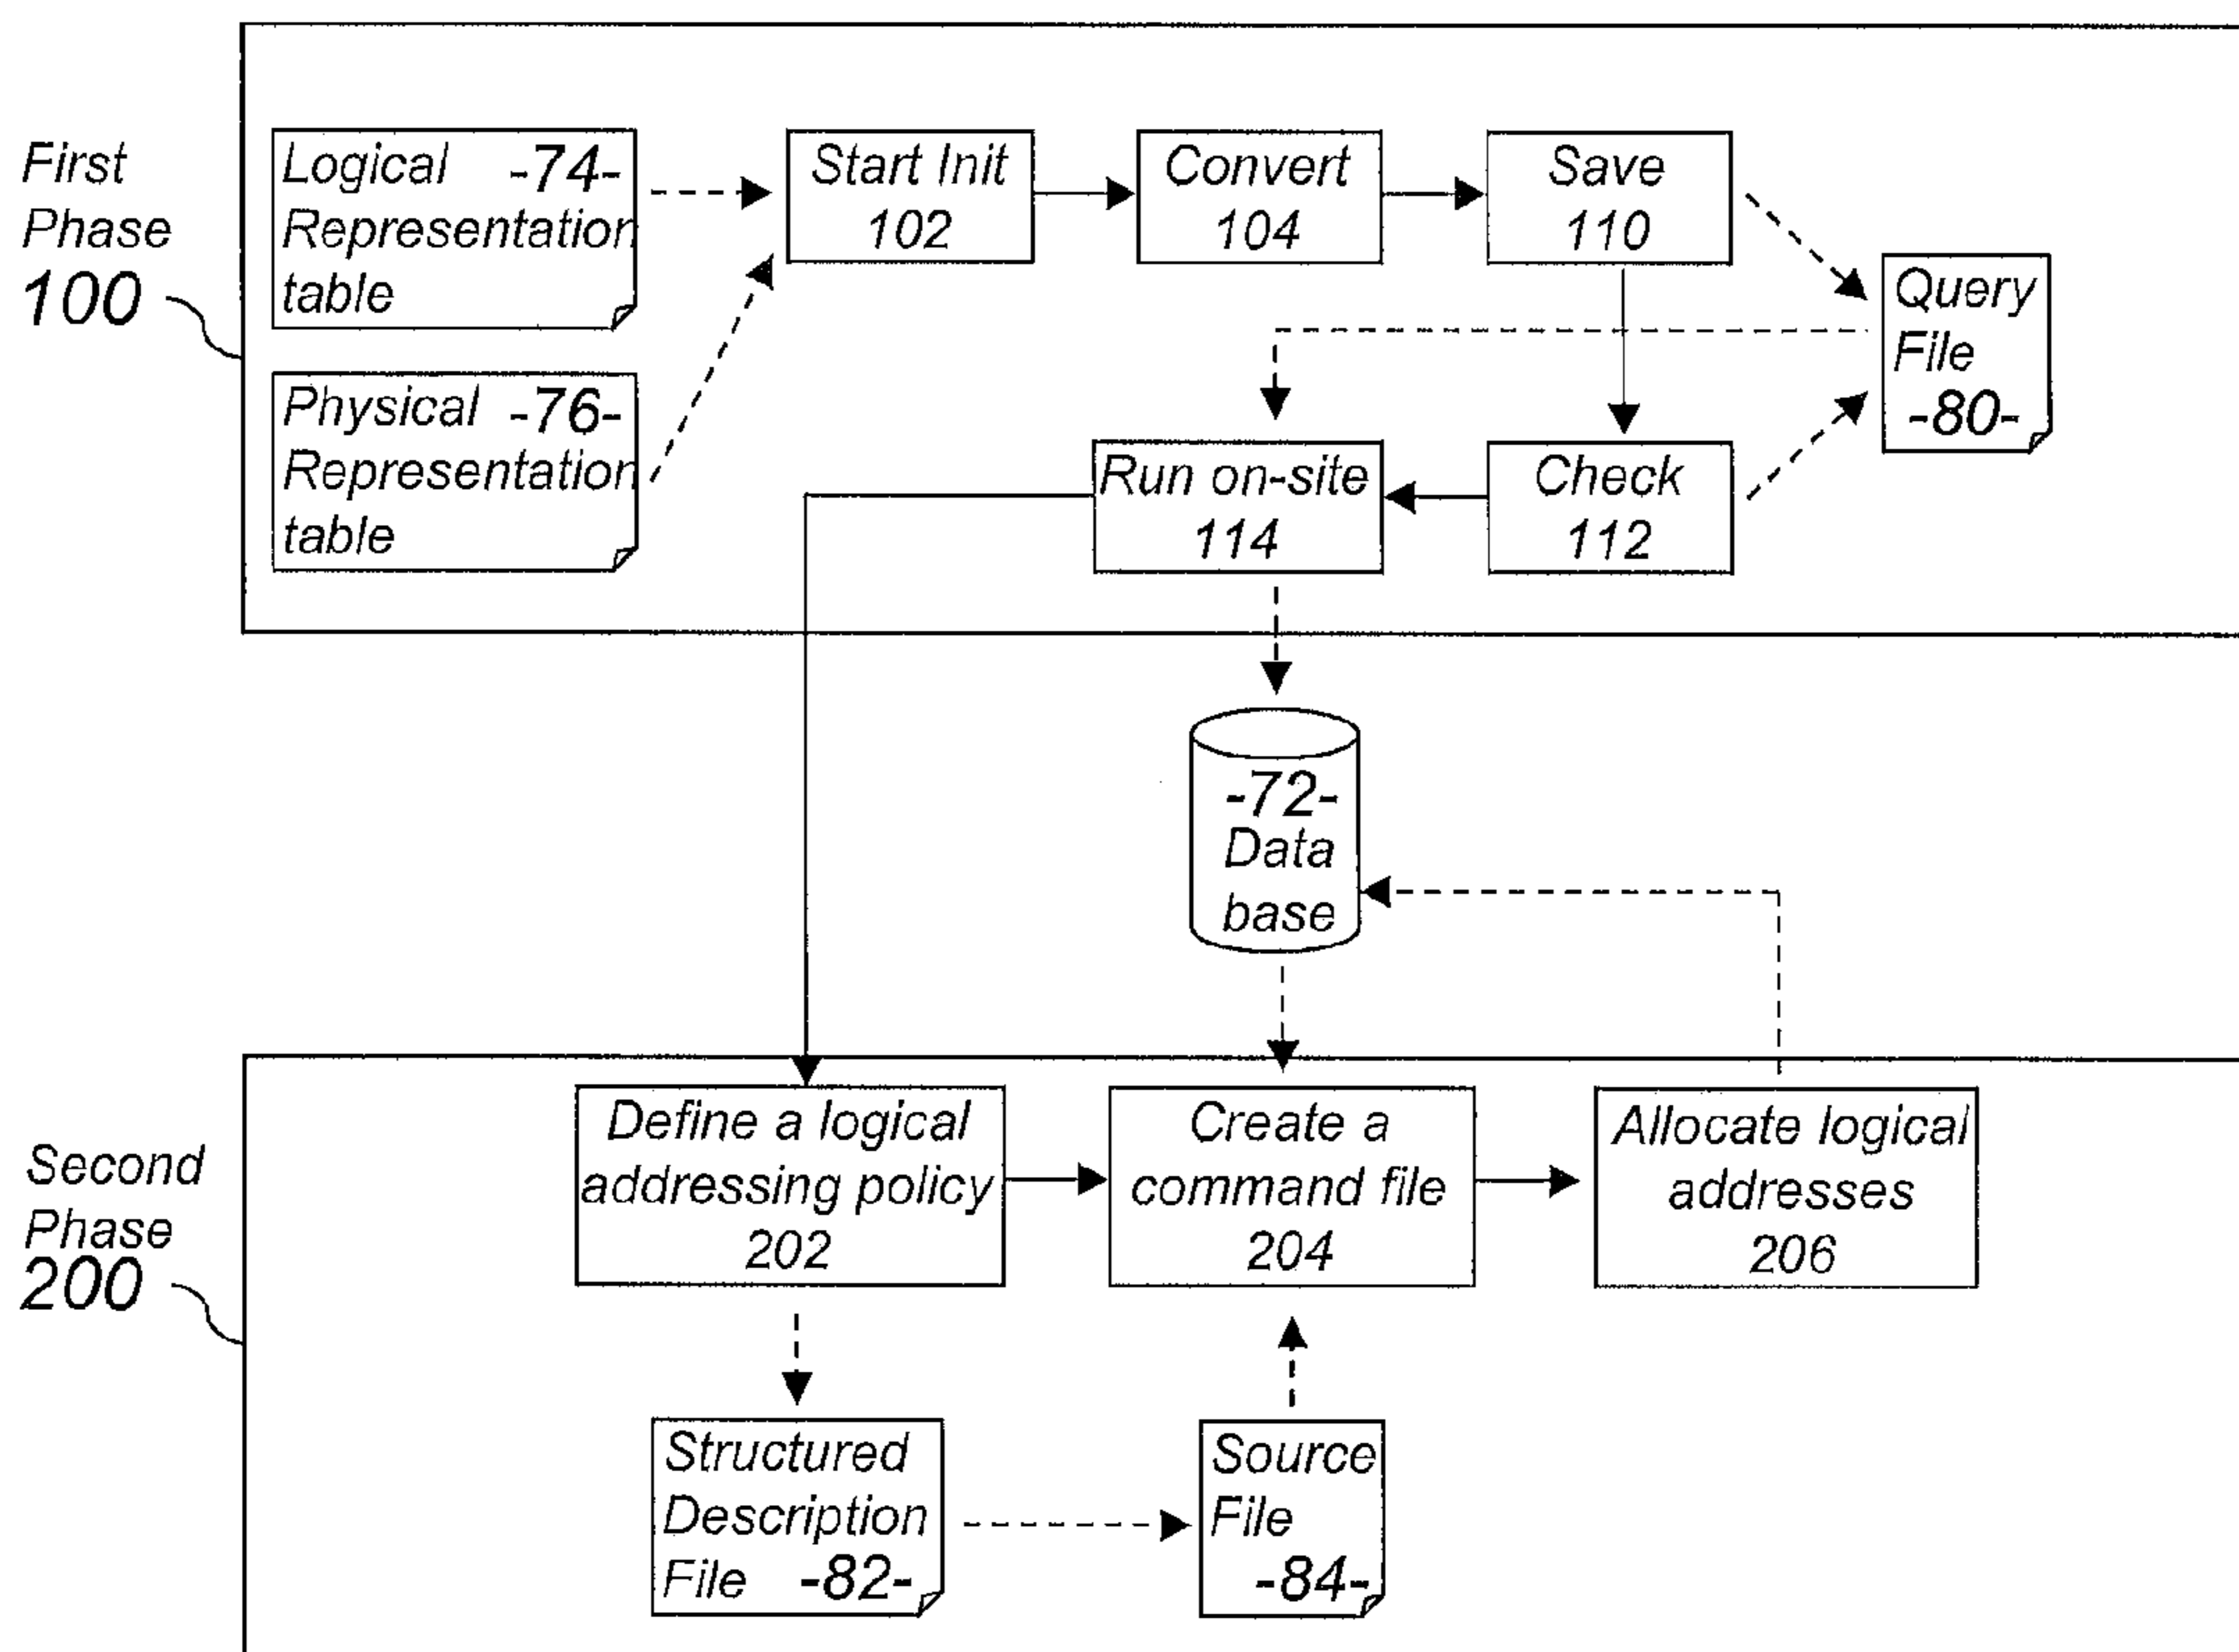 First
Phase
100
Logical -74-
Representation
table
Physical -76-
Representation
table
Start Init
102
Convert
104
Save
110
Query
File
-80-
Run on-site
114
Check
112
-72-
Data
base
Second
Phase
200
Define a logical
addressing policy
202
Create a
command file
204
Allocate logical
addresses
206
Structured
Description
File -82-
Source
File
-84-